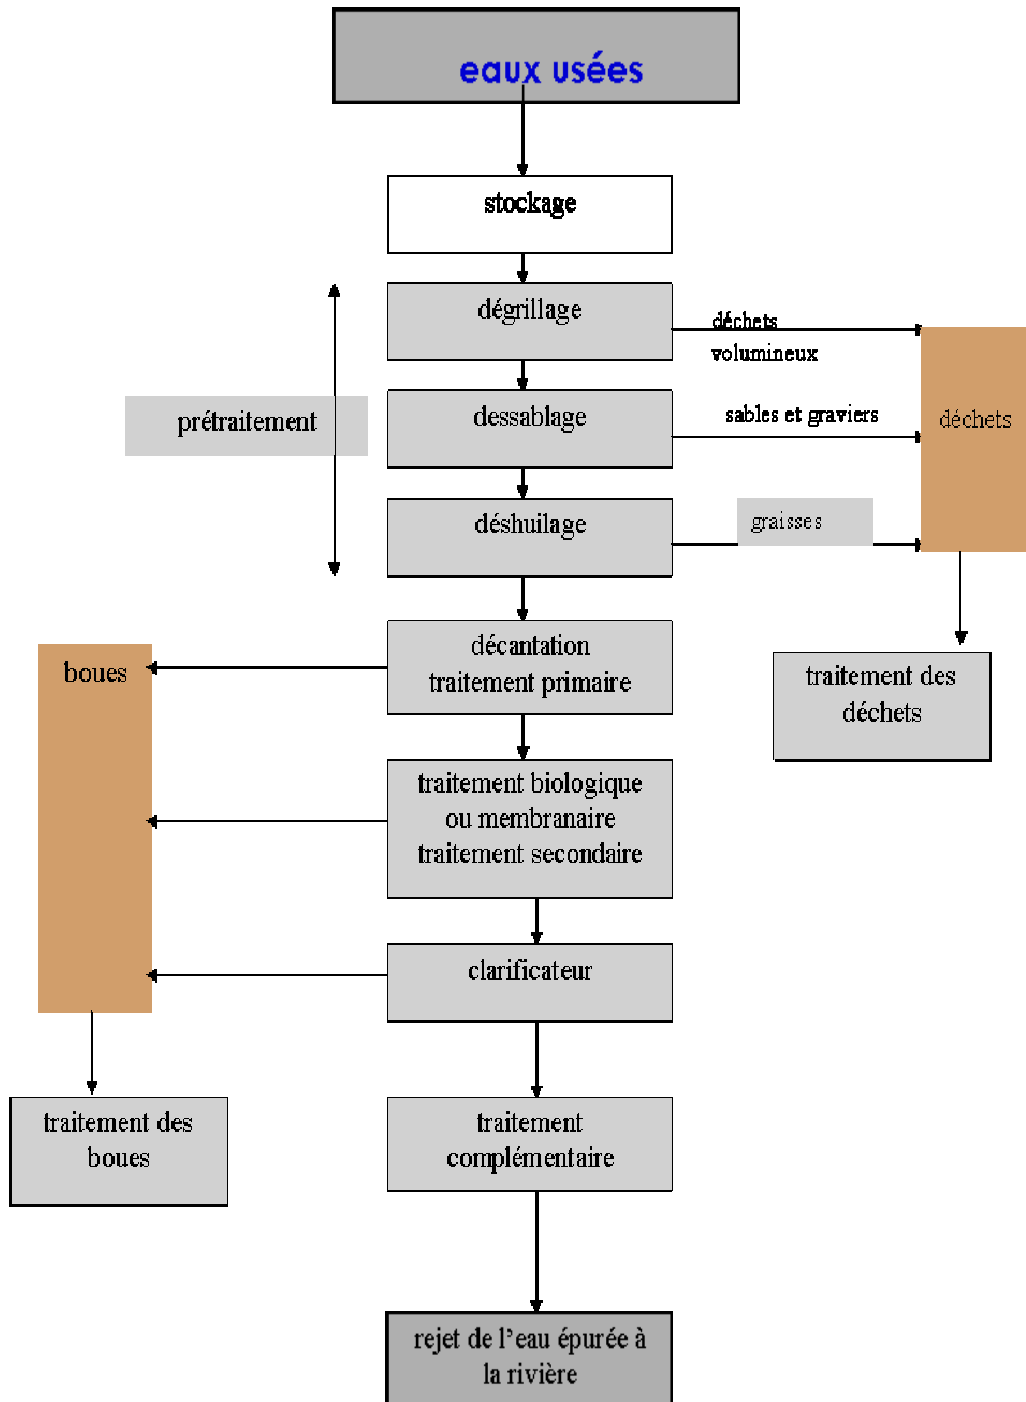 eaux usées
stockage
dégrillage
déchets
volumineux
prétraitement
dessablage
sables et graviers
déchets
déshuilage
graisses
boues
décantation
traitement primaire
traitement des
déchets
traitement biologique
ou membranaire
traitement secondaire
clarificateur
traitement des
boues
traitement
complémentaire
rejet de l'eau épurée à
la rivière